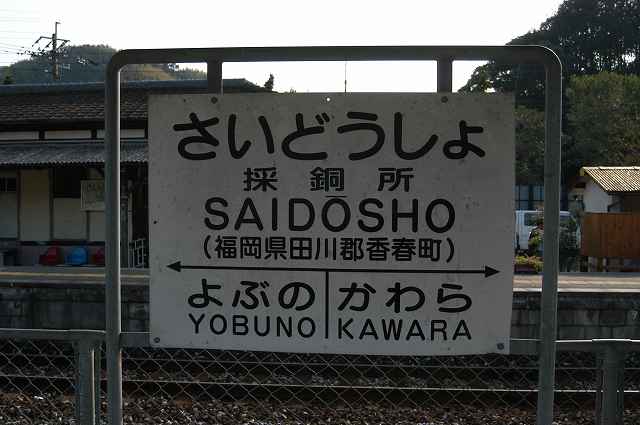 さいどうしょ
採銅所
SAIDŌSHO
(福岡県田川郡香春町)
よぶの かわら
YOBUNO KAWARA